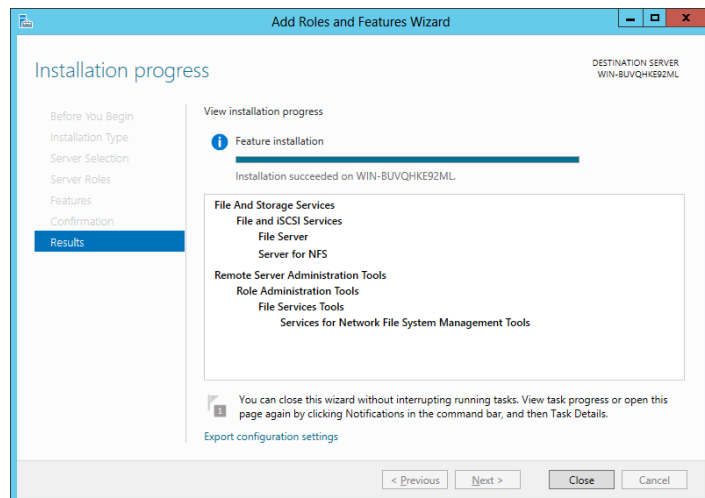 Add Roles and Features Wizard
Installation progress
DESTINATION SERVER
WIN-BUVQHKE92ML
Before You Begin
Installation Type
Server Selection
Server Roles
Features
Confirmation
Results
View installation progress
Feature installation
Installation succeeded on WIN-BUVQHKE92ML.
File And Storage Services
File and iSCSI Services
File Server
Server for NFS
Remote Server Administration Tools
Role Administration Tools
File Services Tools
Services for Network File System Management Tools
1
You can close this wizard without interrupting running tasks. View task progress or open this
page again by clicking Notifications in the command bar, and then Task Details.
Export configuration settings
< Previous
Next >
Close
Cancel